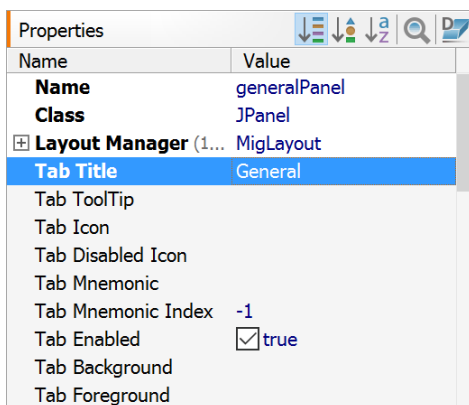 Properties
Name Value
Name generalPanel
Class JPanel
Layout Manager (1... MigLayout
Tab Title General
Tab ToolTip
Tab Icon
Tab Disabled Icon
Tab Mnemonic
Tab Mnemonic Index -1
Tab Enabled true
Tab Background
Tab Foreground